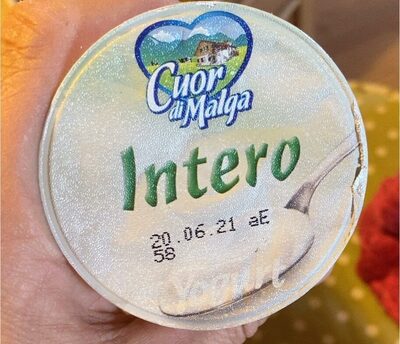 Cuor
di Malga
Intero
20.06.21 aE
58
Yogurt